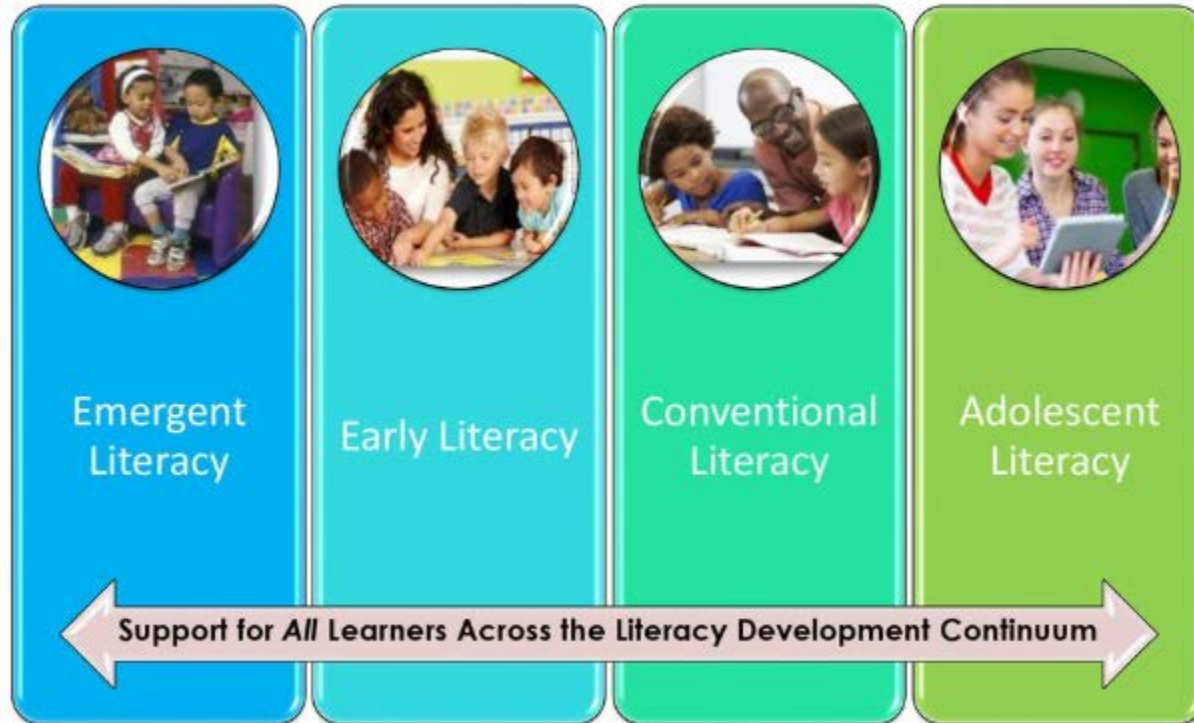 Emergent
Literacy
Early Literacy
Conventional
Literacy
Adolescent
Literacy
Support for All Learners Across the Literacy Development Continuum